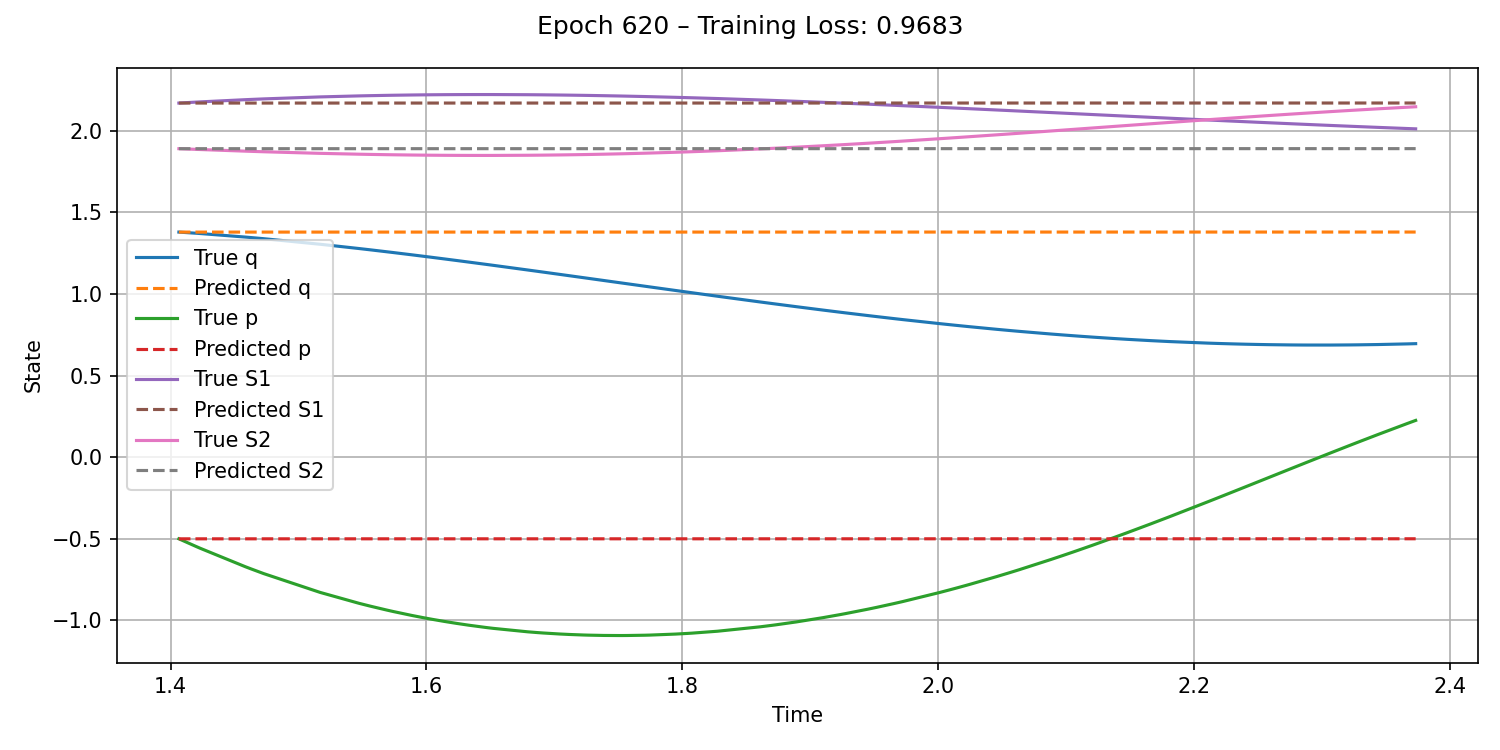 Epoch 620 – Training Loss: 0.9683
2.0
1.5
1.0
0.5
0.0
−0.5
−1.0
State
True q
Predicted q
True p
Predicted p
True S1
Predicted S1
True S2
Predicted S2
1.4 1.6 1.8 2.0 2.2 2.4
Time